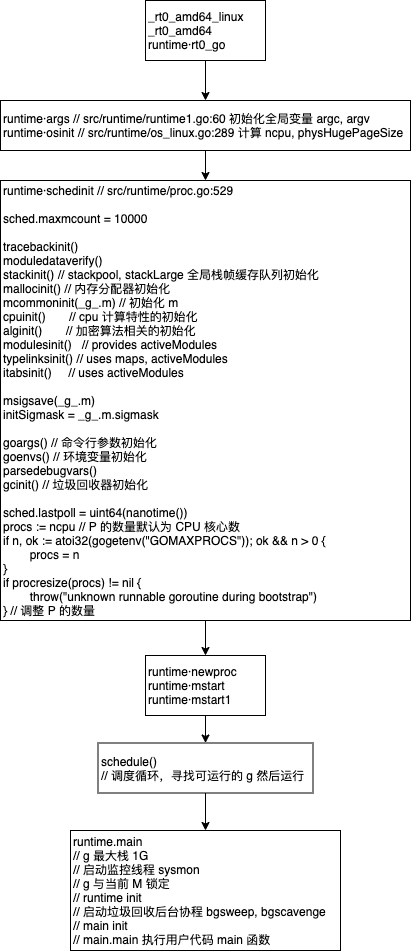 _rt0_amd64_linux
_rt0_amd64
runtime·rt0_go
runtime·args // src/runtime/runtime1.go:60 初始化全局变量 argc, argv
runtime·osinit // src/runtime/os_linux.go:289 计算 ncpu, physHugePageSize
runtime·schedinit // src/runtime/proc.go:529
sched.maxmcount = 10000
tracebackinit()
moduledataverify()
stackinit() // stackpool, stackLarge 全局栈帧缓存队列初始化
mallocinit() // 内存分配器初始化
mcommoninit(_g_.m) // 初始化 m
cpuinit() // cpu 计算特性的初始化
alginit() // 加密算法相关的初始化
modulesinit() // provides activeModules
typelinksinit() // uses maps, activeModules
itabsinit() // uses activeModules
msigsave(_g_.m)
initSigmask = _g_.m.sigmask
goargs() // 命令行参数初始化
goenvs() // 环境变量初始化
parsedebugvars()
gcinit() // 垃圾回收器初始化
sched.lastpoll = uint64(nanotime())
procs := ncpu // P 的数量默认为 CPU 核心数
if n, ok := atoi32(gogetenv("GOMAXPROCS")); ok && n > 0 {
procs = n
}
if procresize(procs) != nil {
throw("unknown runnable goroutine during bootstrap")
} // 调整 P 的数量
runtime·newproc
runtime·mstart
runtime·mstart1
schedule()
// 调度循环，寻找可运行的 g 然后运行
runtime.main
// g 最大栈 1G
// 启动监控线程 sysmon
// g 与当前 M 锁定
// runtime init
// 启动垃圾回收后台协程 bgsweep, bgscavenge
// main init
// main.main 执行用户代码 main 函数